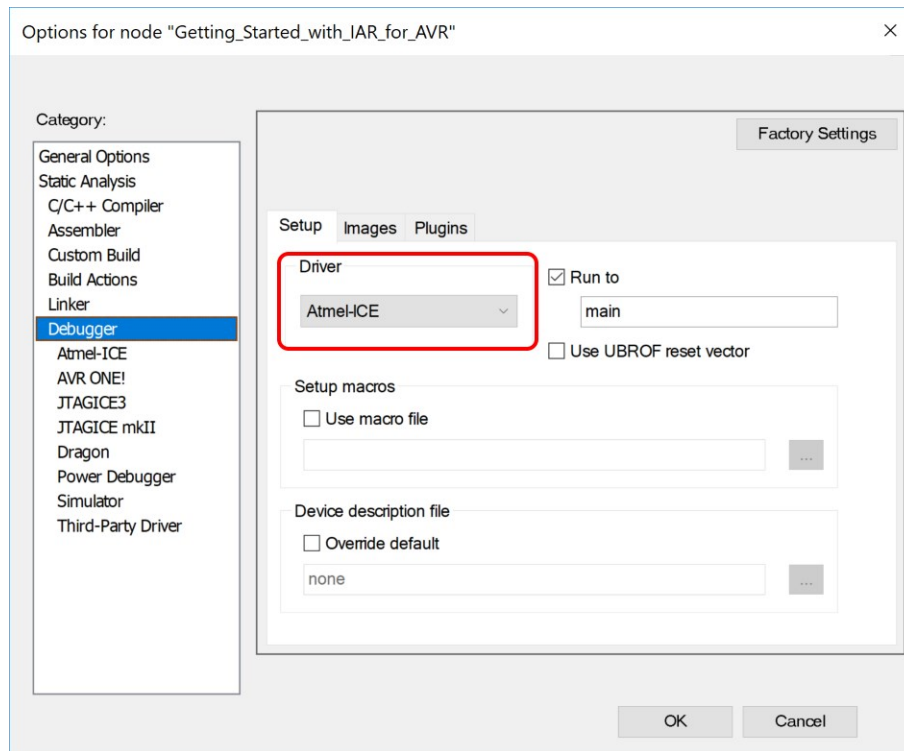 Options for node "Getting_Started_with_IAR_for_AVR"
Category:
General Options
Static Analysis
C/C++ Compiler
Assembler
Custom Build
Build Actions
Linker
Debugger
Atmel-ICE
AVR ONE!
JTAGICE3
JTAGICE mkII
Dragon
Power Debugger
Simulator
Third-Party Driver
Factory Settings
Setup Images Plugins
Driver
Atmel-ICE
Run to
main
Use UBROF reset vector
Setup macros
Use macro file
...
Device description file
Override default
none
...
OK Cancel